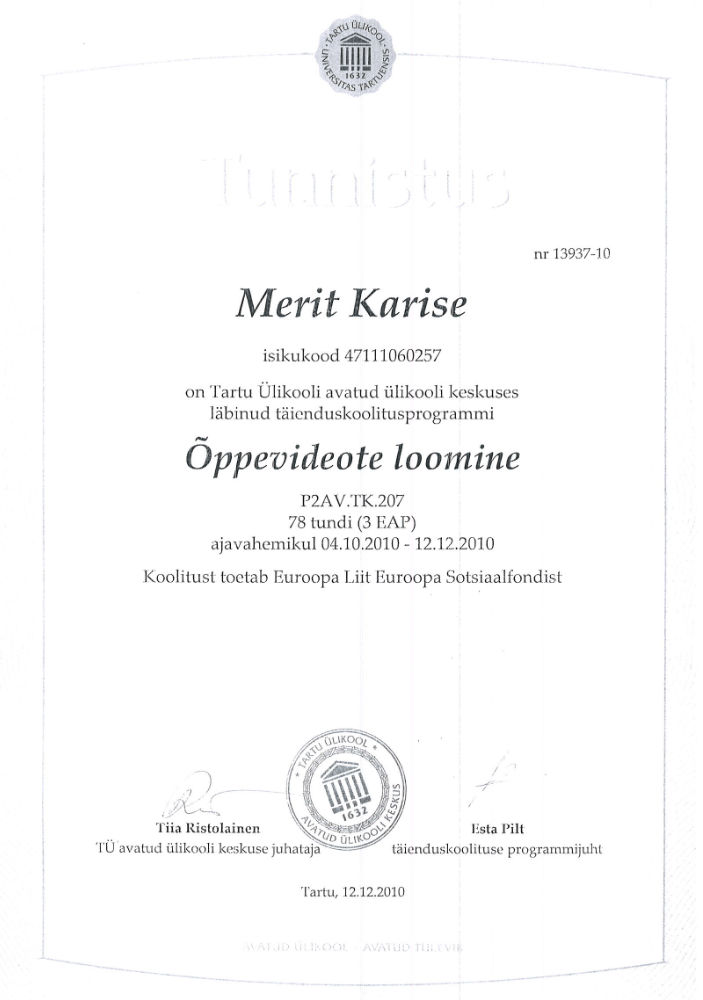 TARTU ÜLIKOOL
UNIVERSITAS TARTUENSIS
1632
Tunnistus
nr 13937-10
Merit Karise
isikukood 47111060257
on Tartu Ülikooli avatud ülikooli keskuses
läbinud täienduskoolitusprogrammi
Õppevideote loomine
P2AV.TK.207
78 tundi (3 EAP)
ajavahemikul 04.10.2010 - 12.12.2010
Koolitust toetab Euroopa Liit Euroopa Sotsiaalfondist
TARTU ÜLIKOOL
1632
AVATUD ÜLIKOOLI KESKUS
Tiia Ristolainen
TÜ avatud ülikooli keskuse juhataja
Esta Pilt
täienduskoolituse programmijuht
Tartu, 12.12.2010
AVATUD ÜLIKOOL - AVATUD TULEVIK